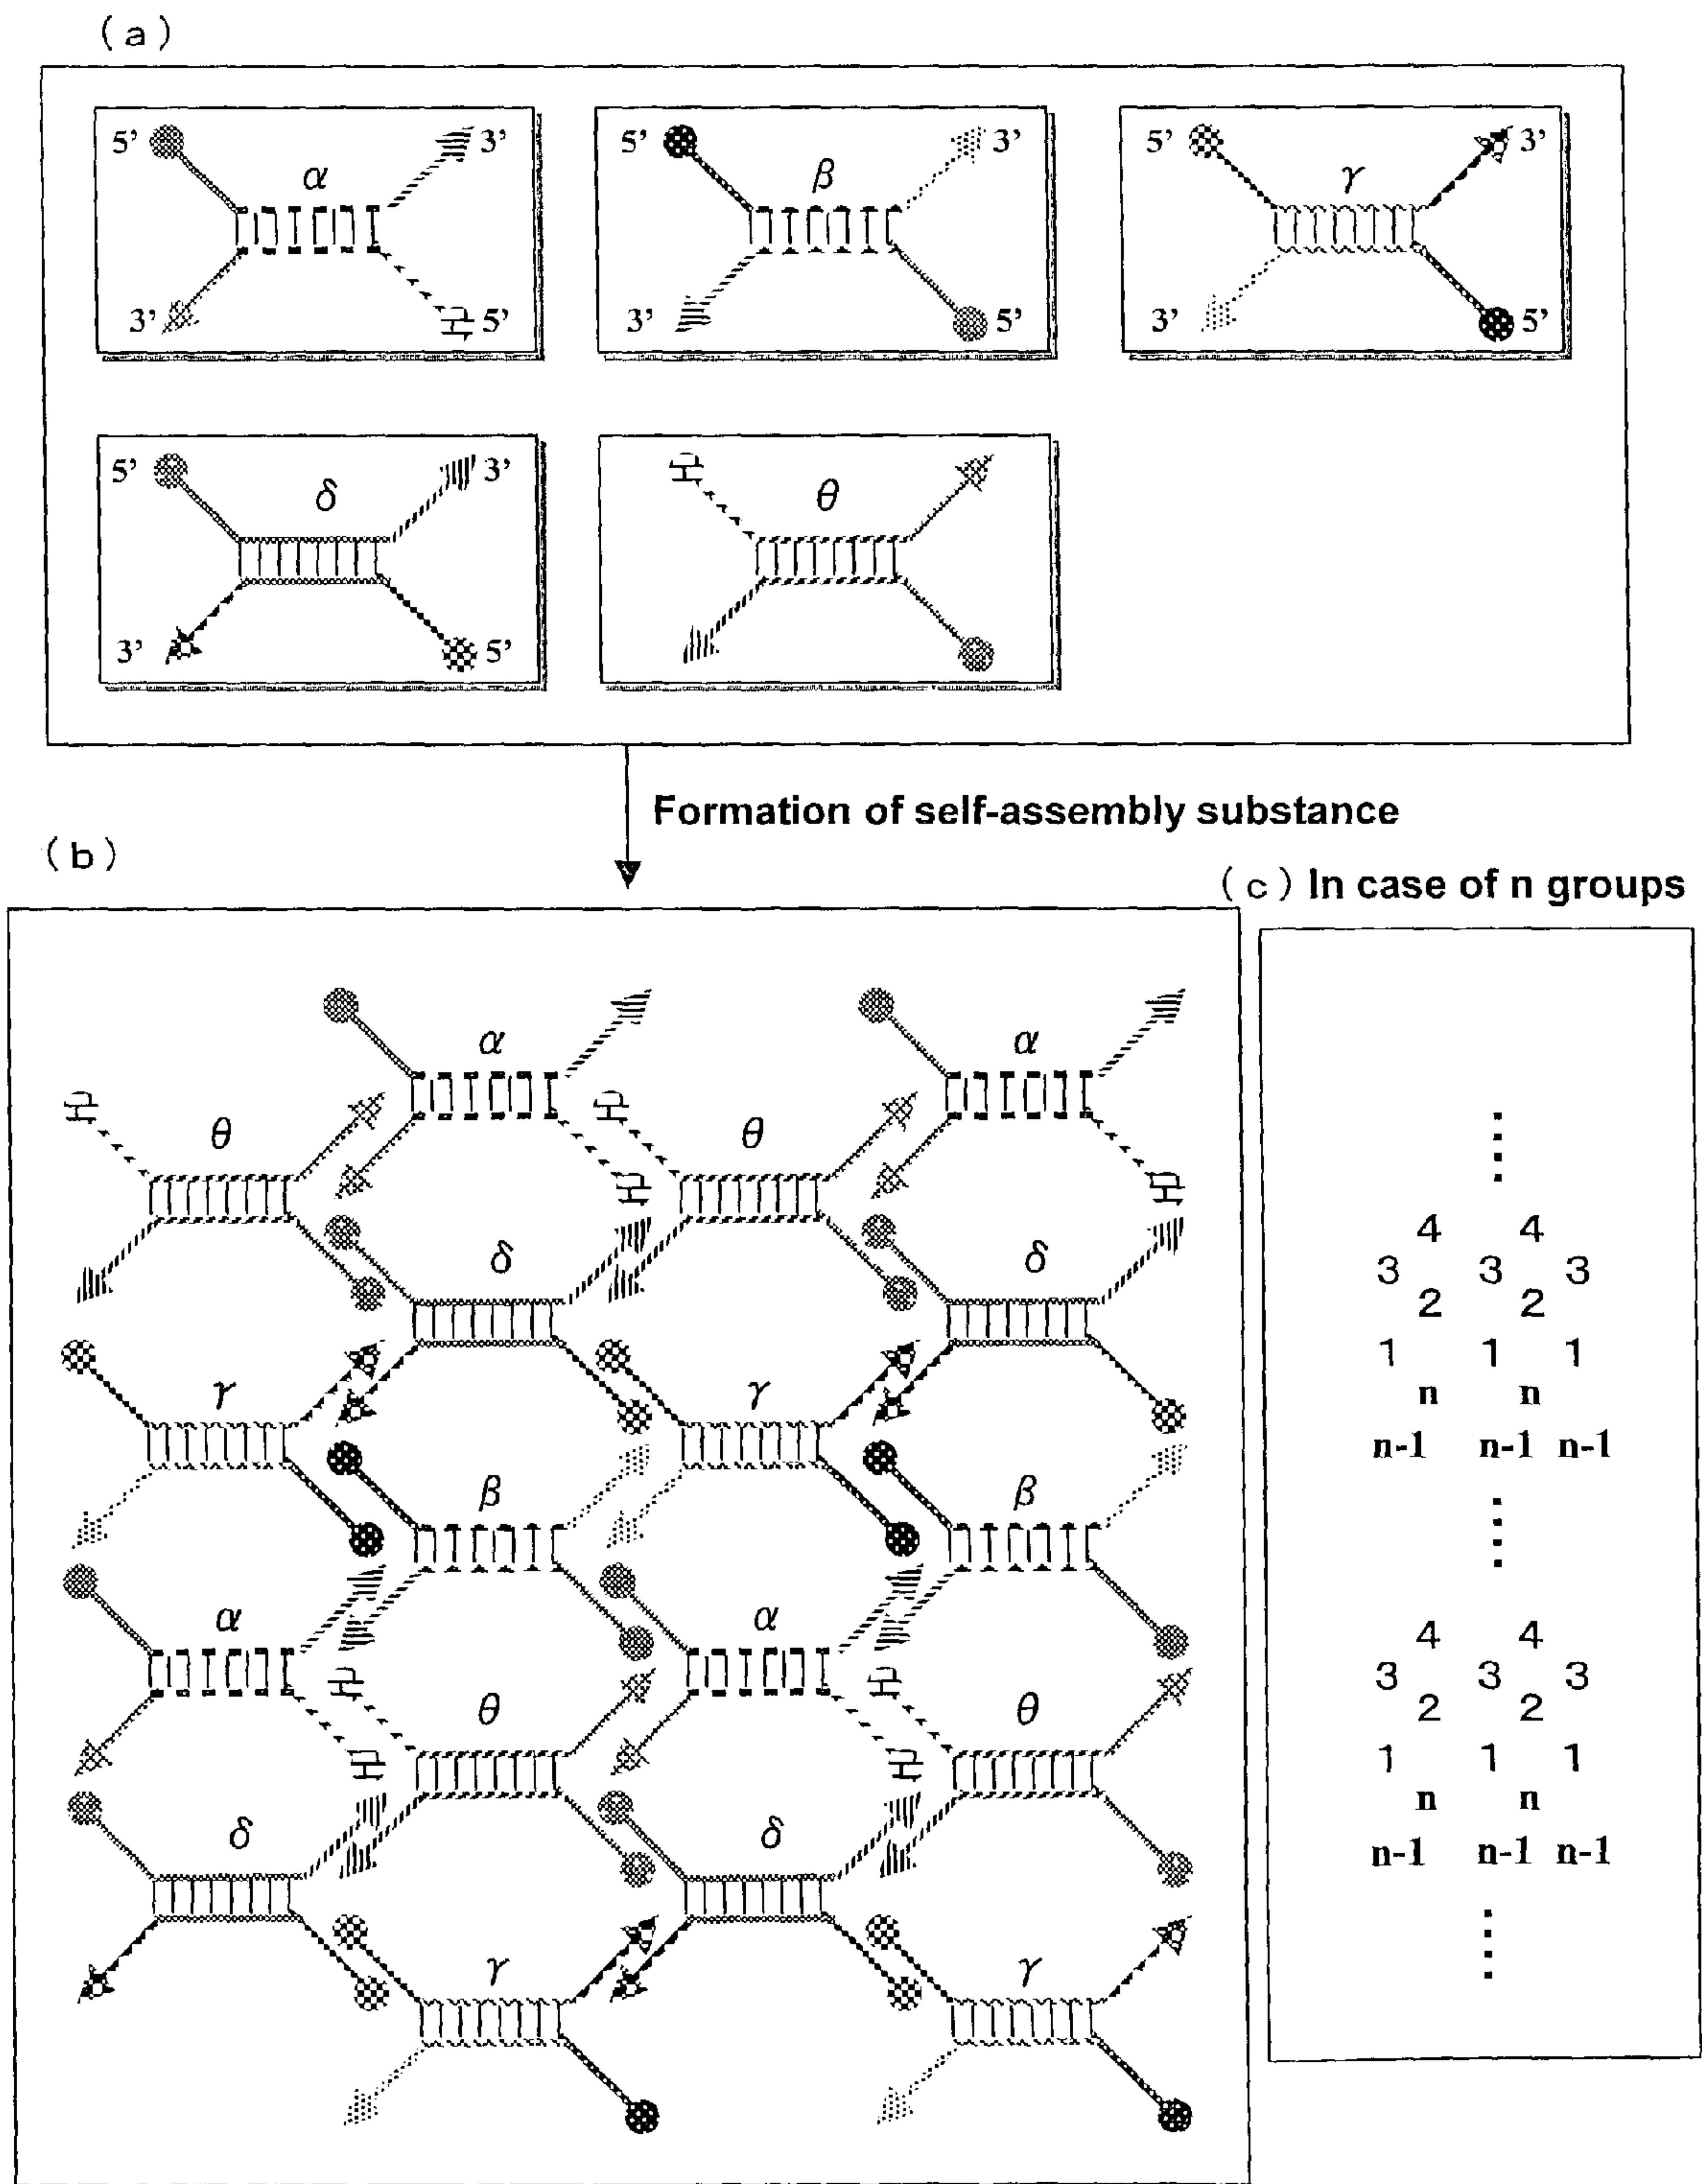 (a)
5' α 3' 5' β 3' 5' γ 3'
3' 5' 3' 5' 3' 5'
5' δ 3' θ
3' 5'
Formation of self-assembly substance
(b)
(c) In case of n groups
α α
θ θ
δ δ
γ γ
β β
α α
θ θ
δ δ
γ γ
4 4
3 3 3
2 2
1 1 1
n n
n-1 n-1 n-1
4 4
3 3 3
2 2
1 1 1
n n
n-1 n-1 n-1